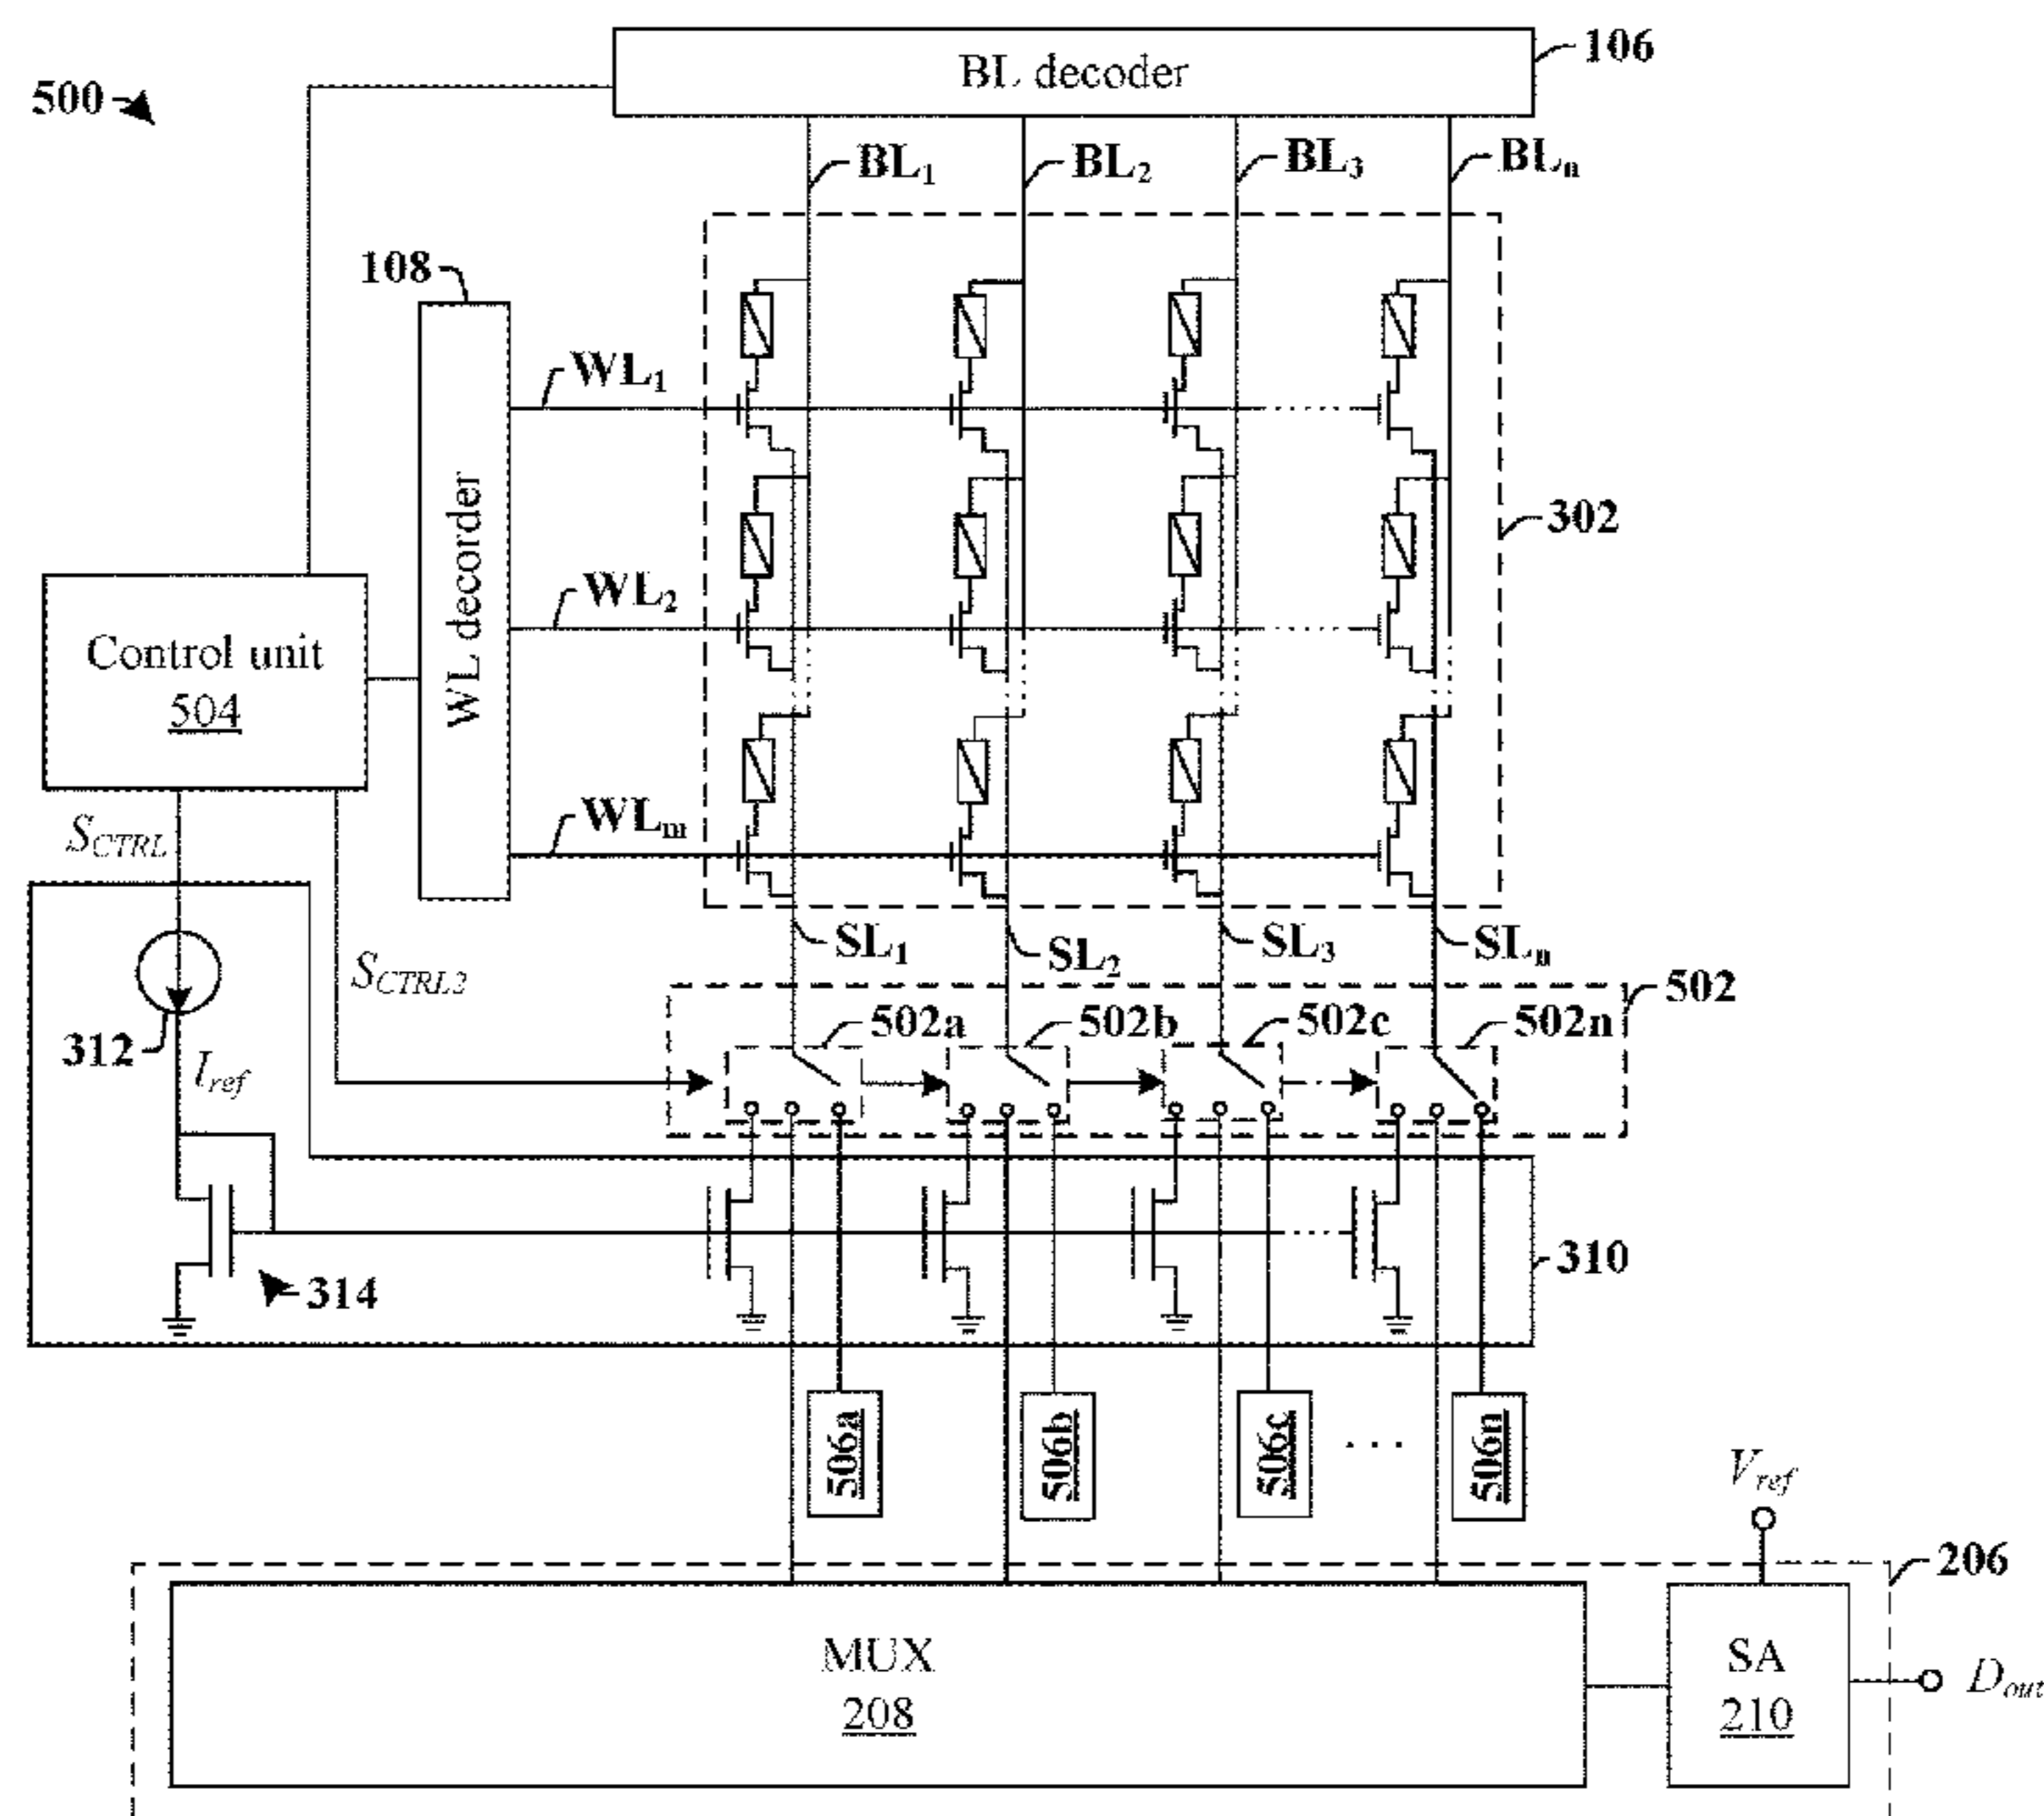 106
BL decoder
500
BL1
BL2
BL3
BLn
108
WL1
WL decorder
302
WL2
Control unit
504
WLm
SCTRL
SL1
SL2
SL3
SLn
SCTRL2
502
502a
502b
502c
502n
312
Iref
310
314
506a
506b
506c
...
506n
Vref
206
MUX
208
SA
210
Dout